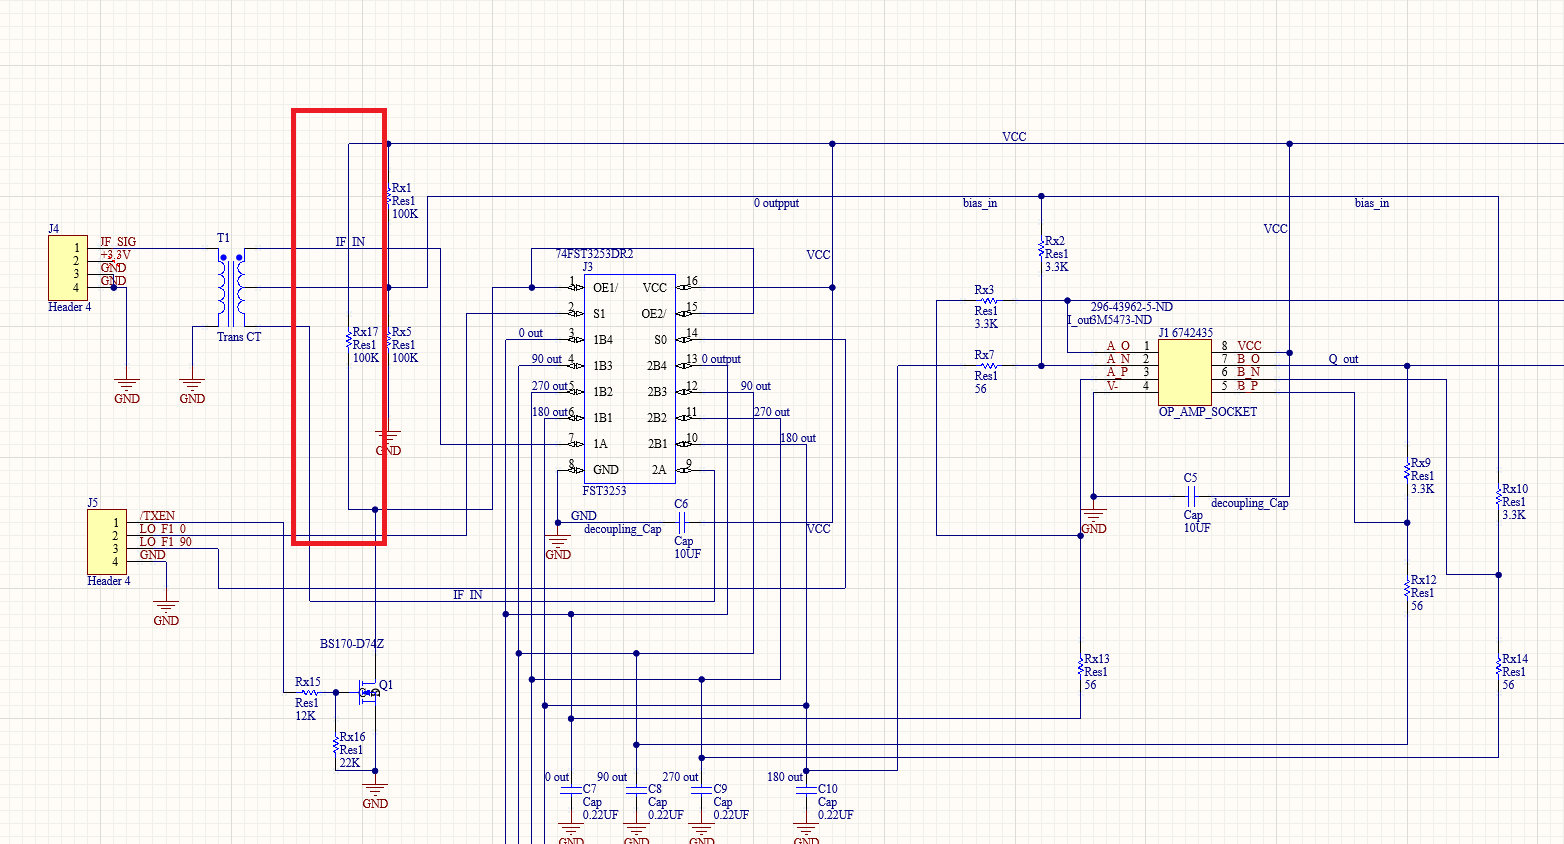 VCC
Rx1
Res1
100K
0 outpput
bias_in
bias_in
J4
1 JF_SIG
2 +3.3V
3 GND
4 GND
Header 4
T1
Trans CT
GND
GND
IF_IN
Rx17
Res1
100K
Rx5
Res1
100K
GND
VCC
VCC
Rx2
Res1
3.3K
74FST3253DR2
J3
1 OE1/
2 S1
3 1B4
4 1B3
5 1B2
6 1B1
7 1A
8 GND
VCC 16
OE2/ 15
S0 14
2B4 13
2B3 12
2B2 11
2B1 10
2A 9
FST3253
0 out
90 out
270 out
180 out
0 output
90 out
270 out
180 out
Rx3
Res1
3.3K
Rx7
Res1
56
296-43962-5-ND
I_out
3M5473-ND
J1 6742435
A_O 1
A_N 2
A_P 3
V- 4
8 VCC
7 B_O
6 B_N
5 B_P
OP_AMP_SOCKET
Q_out
C5
decoupling_Cap
Cap
10UF
GND
Rx9
Res1
3.3K
Rx10
Res1
3.3K
Rx12
Res1
56
J5
1 /TXEN
2 LO_F1_0
3 LO_F1_90
4 GND
Header 4
GND
GND
decoupling_Cap
C6
Cap
10UF
VCC
GND
IF_IN
BS170-D74Z
Q1
Rx15
Res1
12K
Rx16
Res1
22K
GND
Rx13
Res1
56
Rx14
Res1
56
0 out
C7
Cap
0.22UF
GND
90 out
C8
Cap
0.22UF
GND
270 out
C9
Cap
0.22UF
GND
180 out
C10
Cap
0.22UF
GND